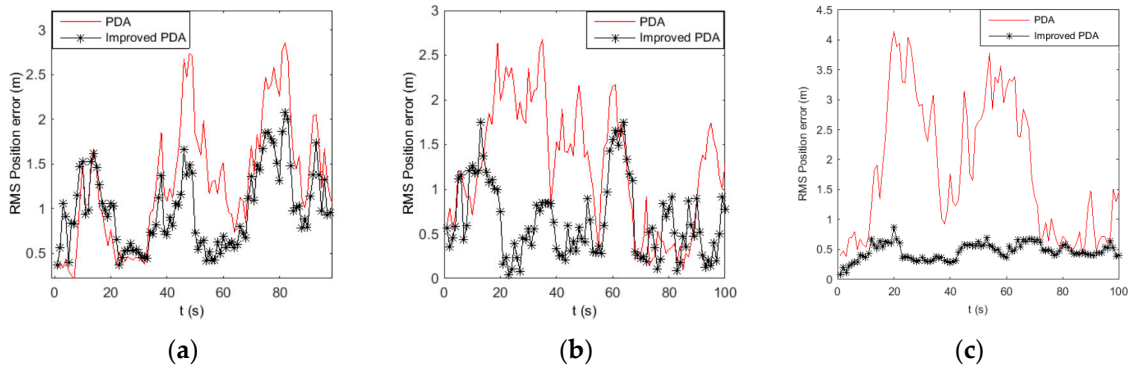 PDA
Improved PDA
RMS Position error (m)
3
2.5
2
1.5
1
0.5
0 20 40 60 80
t (s)
(a)
PDA
Improved PDA
RMS Position error (m)
3
2.5
2
1.5
1
0.5
0
0 20 40 60 80 100
t (s)
(b)
PDA
Improved PDA
RMS Position error (m)
4.5
4
3.5
3
2.5
2
1.5
1
0.5
0
0 20 40 60 80 100
t (s)
(c)